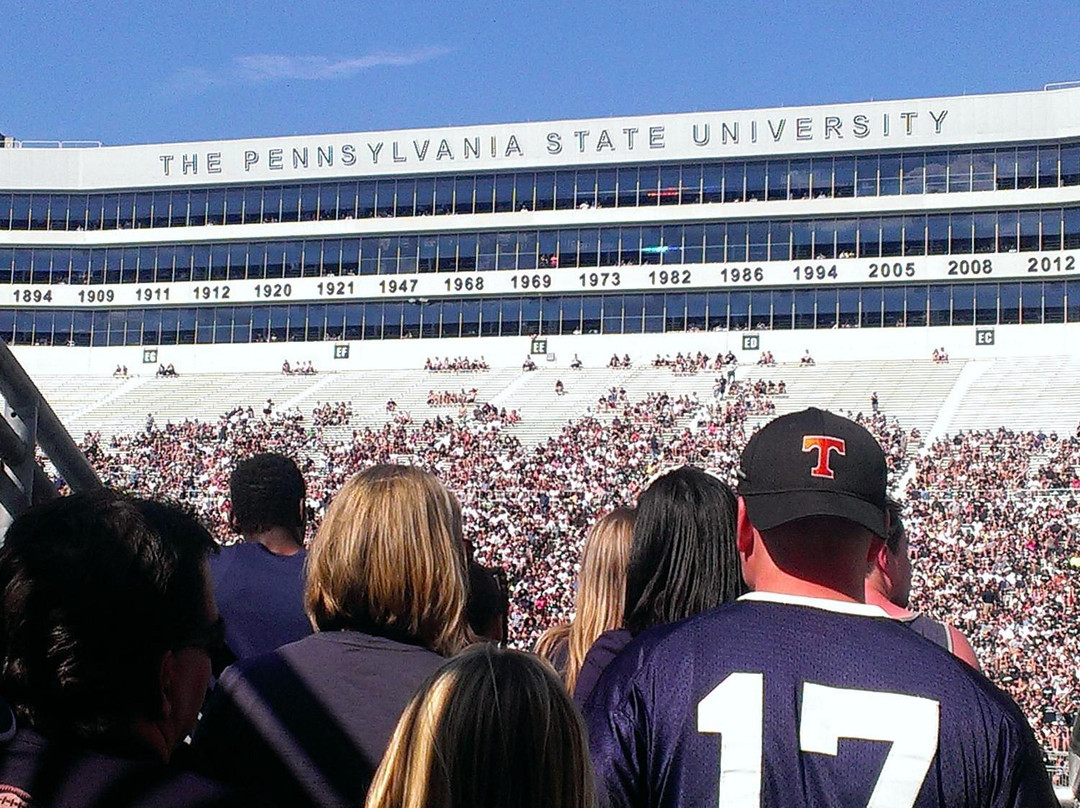 THE PENNSYLVANIA STATE UNIVERSITY
1894 1909 1911 1912 1920 1921 1947 1968 1969 1973 1982 1986 1994 2005 2008 2012
EG EF EE ED EC
T
17